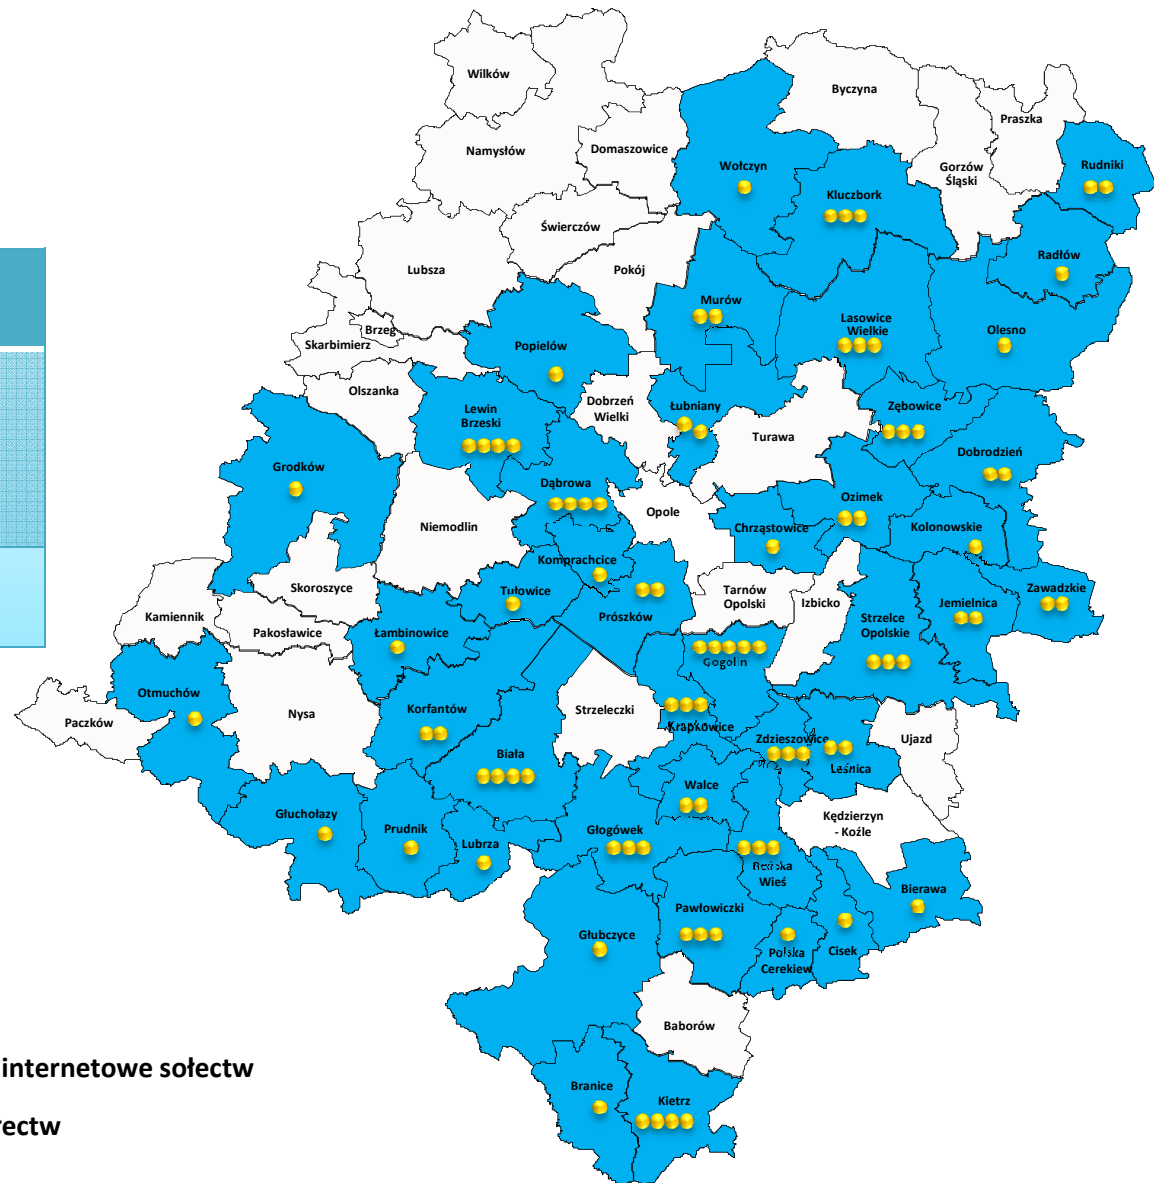 Wilków
Byczyna
Praszka
Namysłów
Domaszowice
Wołczyn
Gorzów
Śląski
Rudniki
Kluczbork
Świerczów
Lubsza
Pokój
Radłów
Murów
Lasowice
Wielkie
Olesno
Brzeg
Skarbimierz
Popielów
Olszanka
Dobrzeń
Wielki
Łubniany
Zębowice
Lewin
Brzeski
Turawa
Dobrodzień
Grodków
Dąbrowa
Ozimek
Opole
Niemodlin
Chrząstowice
Kolonowskie
Komprachcice
Skoroszyce
Tułowice
Tarnów
Opolski
Izbicko
Jemielnica
Zawadzkie
Kamiennik
Prószków
Strzelce
Opolskie
Pakosławice
Łambinowice
Gogolin
Otmuchów
Paczków
Nysa
Korfantów
Strzeleczki
Krapkowice
Zdzieszowice
Ujazd
Biała
Leśnica
Walce
Głuchołazy
Prudnik
Lubrza
Głogówek
Kędzierzyn
- Koźle
Reńska
Wieś
Bierawa
Pawłowiczki
Głubczyce
Polska
Cerekiew
Cisek
Baborów
Branice
Kietrz
internetowe sołectw